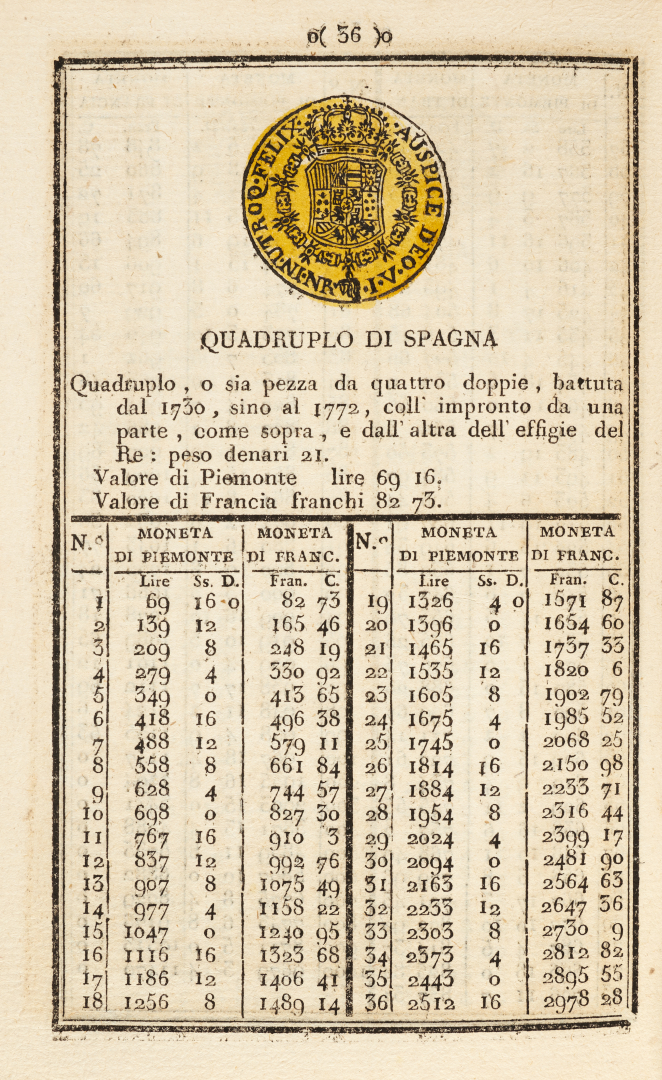 o( 36 )o
IN·UTROQ·FELIX· ·AUSPICE DEO·
QUADRUPLO DI SPAGNA
Quadruplo , o sia pezza da quattro doppie , battuta
dal 1730 , sino al 1772 , coll' impronto da una
parte , come sopra , e dall' altra dell' effigie del
Re : peso denari 21.
Valore di Piemonte lire 69 16.
Valore di Francia franchi 82 73.
N.º MONETA DI PIEMONTE MONETA DI FRANC. N.º MONETA DI PIEMONTE MONETA DI FRANC.
Lire Ss. D. Fran. C. Lire Ss. D. Fran. C.
1 69 16 0 82 73 19 1326 4 0 1571 87
2 139 12 165 46 20 1396 0 1654 60
3 209 8 248 19 21 1465 16 1737 33
4 279 4 330 92 22 1535 12 1820 6
5 349 0 413 65 23 1605 8 1902 79
6 418 16 496 38 24 1675 4 1985 52
7 488 12 579 11 25 1745 0 2068 25
8 558 8 661 84 26 1814 16 2150 98
9 628 4 744 57 27 1884 12 2233 71
10 698 0 827 30 28 1954 8 2316 44
11 767 16 910 3 29 2024 4 2399 17
12 837 12 992 76 30 2094 0 2481 90
13 907 8 1075 49 31 2163 16 2564 63
14 977 4 1158 22 32 2233 12 2647 36
15 1047 0 1240 95 33 2303 8 2730 9
16 1116 16 1323 68 34 2373 4 2812 82
17 1186 12 1406 41 35 2443 0 2895 55
18 1256 8 1489 14 36 2512 16 2978 28